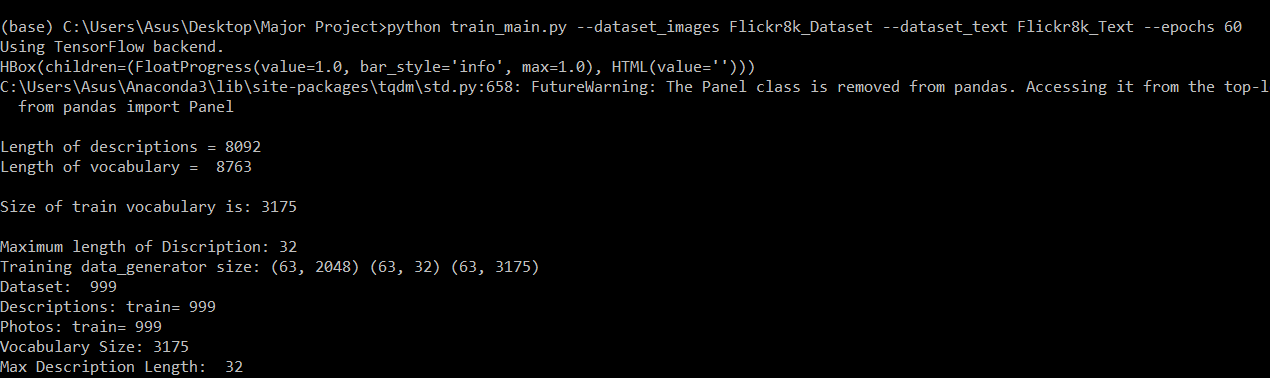 (base) C:\Users\Asus\Desktop\Major Project>python train_main.py --dataset_images Flickr8k_Dataset --dataset_text Flickr8k_Text --epochs 60
Using TensorFlow backend.
HBox(children=(FloatProgress(value=1.0, bar_style='info', max=1.0), HTML(value='')))
C:\Users\Asus\Anaconda3\lib\site-packages\tqdm\std.py:658: FutureWarning: The Panel class is removed from pandas. Accessing it from the top-l
  from pandas import Panel
Length of descriptions = 8092
Length of vocabulary =  8763
Size of train vocabulary is: 3175
Maximum length of Discription: 32
Training data_generator size: (63, 2048) (63, 32) (63, 3175)
Dataset:  999
Descriptions: train= 999
Photos: train= 999
Vocabulary Size: 3175
Max Description Length:  32